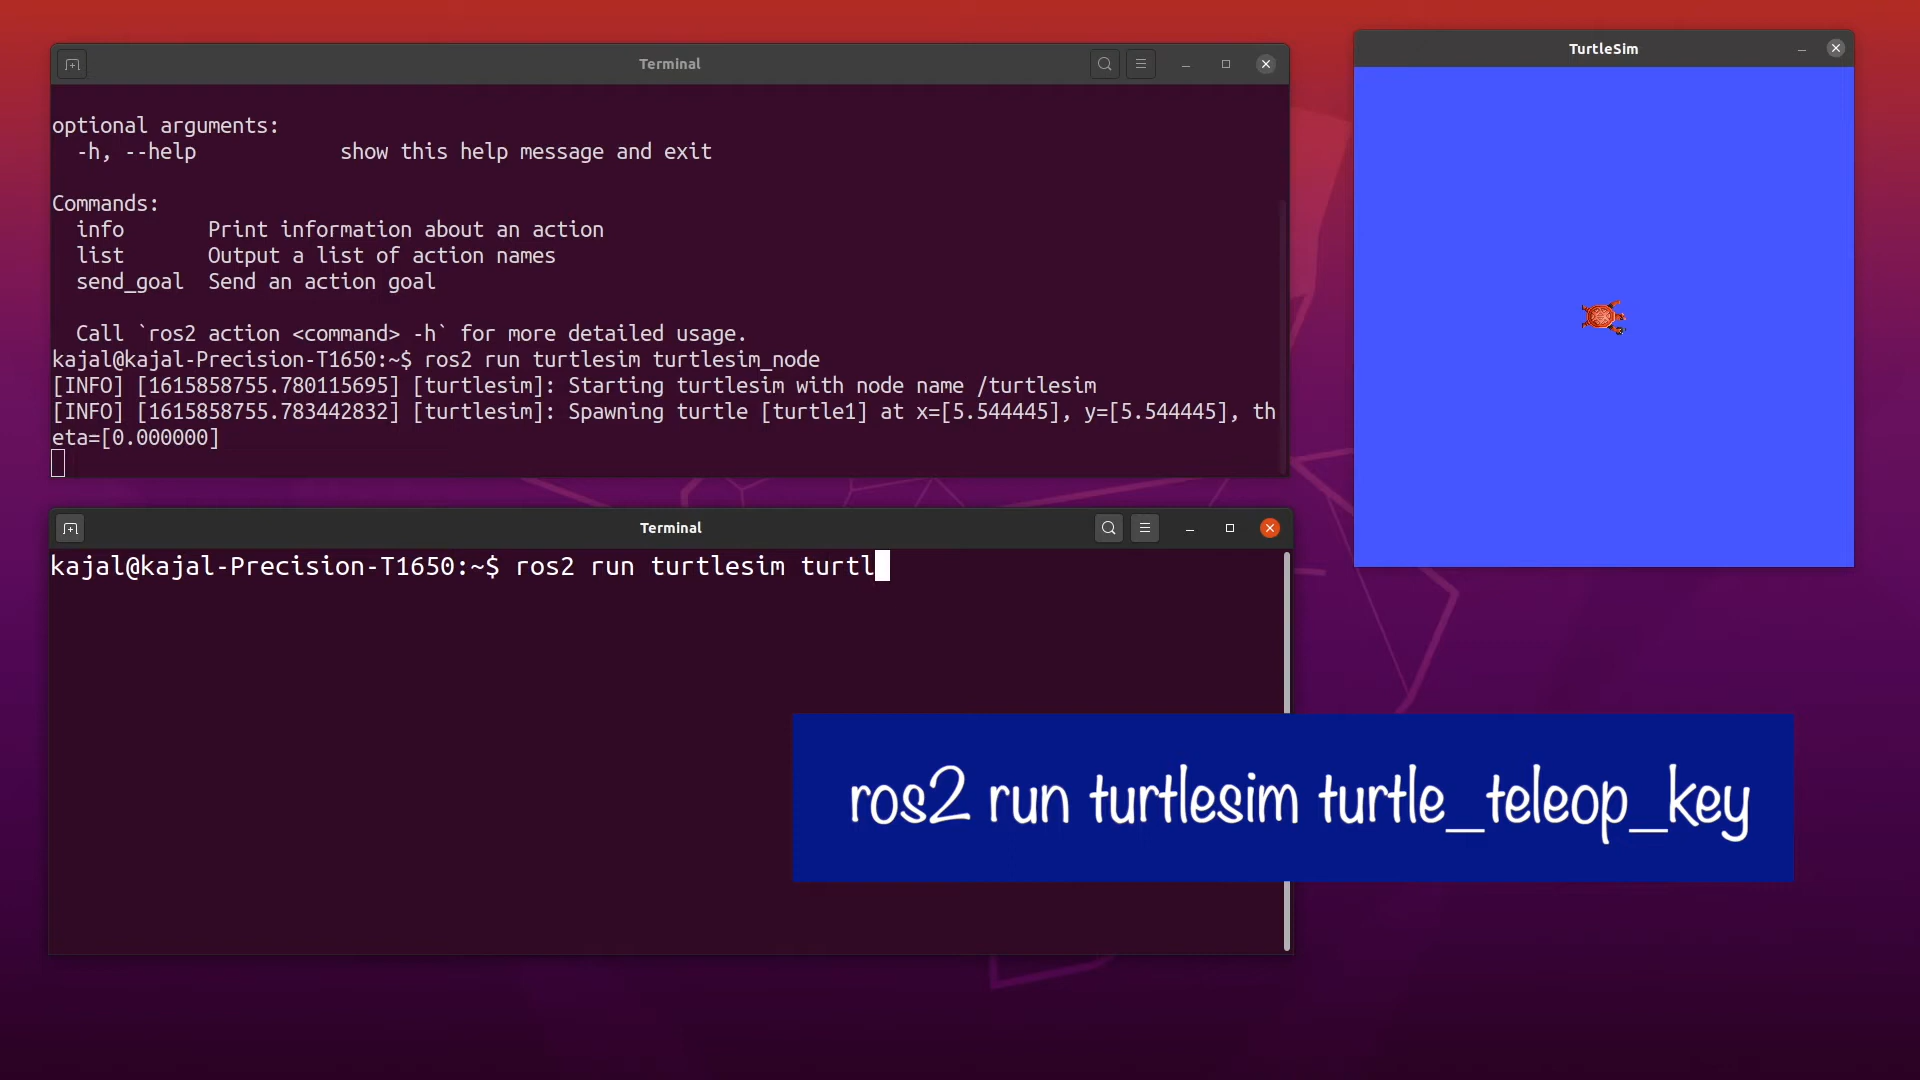 Terminal
optional arguments:
-h, --help show this help message and exit
Commands:
info Print information about an action
list Output a list of action names
send_goal Send an action goal
Call `ros2 action <command> -h` for more detailed usage.
kajal@kajal-Precision-T1650:~$ ros2 run turtlesim turtlesim_node
[INFO] [1615858755.780115695] [turtlesim]: Starting turtlesim with node name /turtlesim
[INFO] [1615858755.783442832] [turtlesim]: Spawning turtle [turtle1] at x=[5.544445], y=[5.544445], th
eta=[0.000000]
TurtleSim
Terminal
kajal@kajal-Precision-T1650:~$ ros2 run turtlesim turtl
ros2 run turtlesim turtle_teleop_key